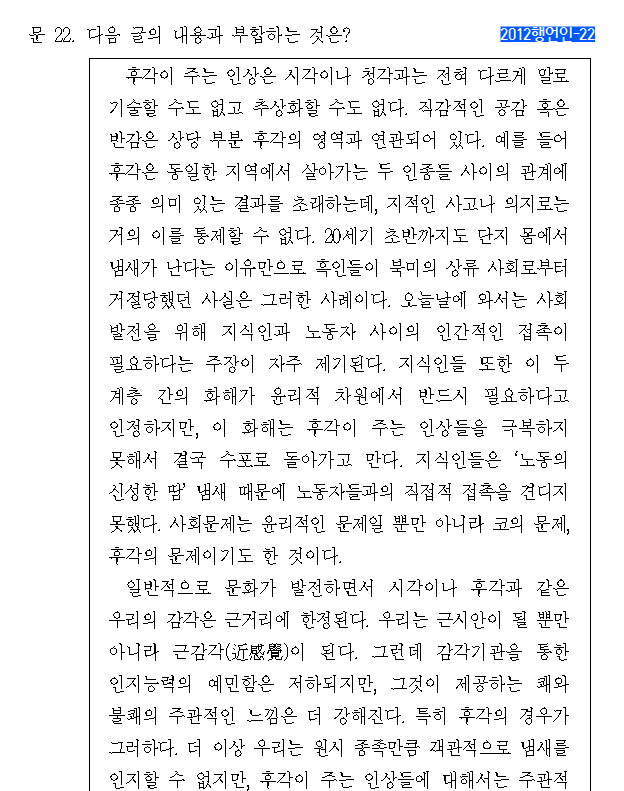 문 22. 다음 글의 내용과 부합하는 것은?
2012행언인-22
후각이 주는 인상은 시각이나 청각과는 전혀 다르게 말로
기술할 수도 없고 추상화할 수도 없다. 직감적인 공감 혹은
반감은 상당 부분 후각의 영역과 연관되어 있다. 예를 들어
후각은 동일한 지역에서 살아가는 두 인종들 사이의 관계에
종종 의미 있는 결과를 초래하는데, 지적인 사고나 의지로는
거의 이를 통제할 수 없다. 20세기 초반까지도 단지 몸에서
냄새가 난다는 이유만으로 흑인들이 북미의 상류 사회로부터
거절당했던 사실은 그러한 사례이다. 오늘날에 와서는 사회
발전을 위해 지식인과 노동자 사이의 인간적인 접촉이
필요하다는 주장이 자주 제기된다. 지식인들 또한 이 두
계층 간의 화해가 윤리적 차원에서 반드시 필요하다고
인정하지만, 이 화해는 후각이 주는 인상들을 극복하지
못해서 결국 수포로 돌아가고 만다. 지식인들은 ‘노동의
신성한 땀’ 냄새 때문에 노동자들과의 직접적 접촉을 견디지
못했다. 사회문제는 윤리적인 문제일 뿐만 아니라 코의 문제,
후각의 문제이기도 한 것이다.
일반적으로 문화가 발전하면서 시각이나 후각과 같은
우리의 감각은 근거리에 한정된다. 우리는 근시안이 될 뿐만
아니라 근감각(近感覺)이 된다. 그런데 감각기관을 통한
인지능력의 예민함은 저하되지만, 그것이 제공하는 쾌와
불쾌의 주관적인 느낌은 더 강해진다. 특히 후각의 경우가
그러하다. 더 이상 우리는 원시 종족만큼 객관적으로 냄새를
인지할 수 없지만, 후각이 주는 인상들에 대해서는 주관적